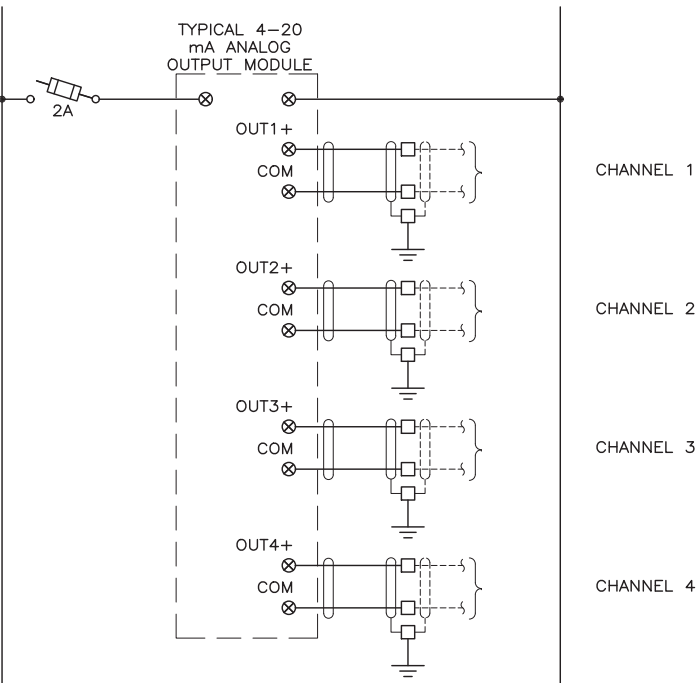 TYPICAL 4-20
mA ANALOG
OUTPUT MODULE
2A
OUT1+
COM
CHANNEL 1
OUT2+
COM
CHANNEL 2
OUT3+
COM
CHANNEL 3
OUT4+
COM
CHANNEL 4